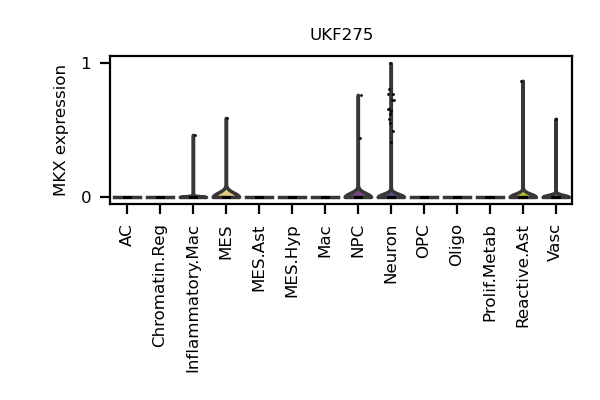 UKF275
MKX expression
1
0
AC
Chromatin.Reg
Inflammatory.Mac
MES
MES.Ast
MES.Hyp
Mac
NPC
Neuron
OPC
Oligo
Prolif.Metab
Reactive.Ast
Vasc